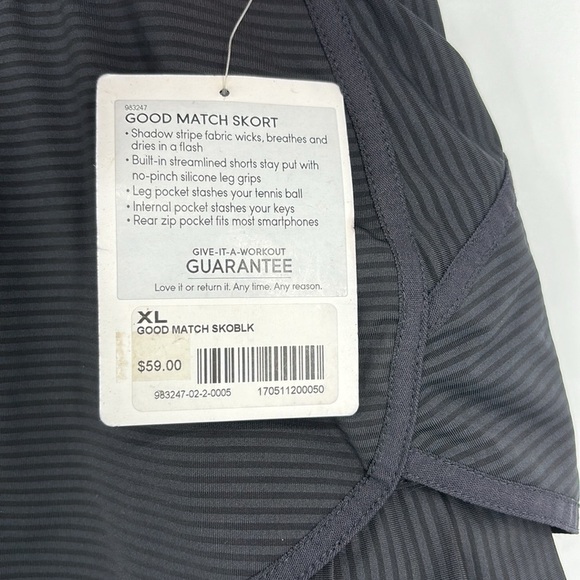 983247
GOOD MATCH SKORT
• Shadow stripe fabric wicks, breathes and
dries in a flash
• Built-in streamlined shorts stay put with
no-pinch silicone leg grips
• Leg pocket stashes your tennis ball
• Internal pocket stashes your keys
• Rear zip pocket fits most smartphones
GIVE-IT-A-WORKOUT
GUARANTEE
Love it or return it. Any time. Any reason.
XL
GOOD MATCH SKOBLK
$59.00
983247-02-2-0005 170511200050